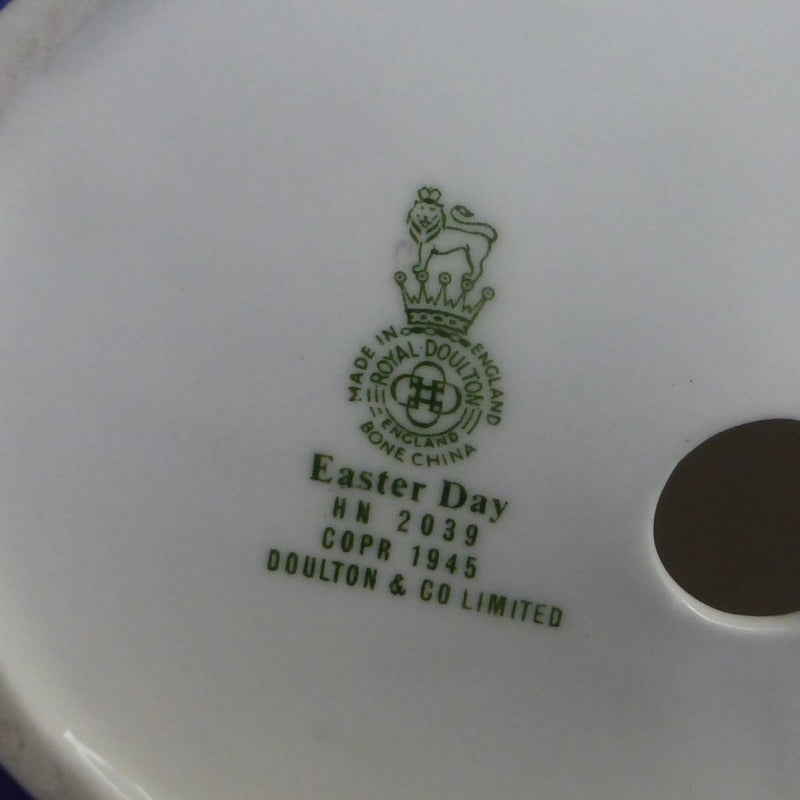 MADE IN ENGLAND
ROYAL·DOULTON
ENGLAND
BONE CHINA
Easter Day
HN 2039
COPR 1945
DOULTON & CO LIMITED